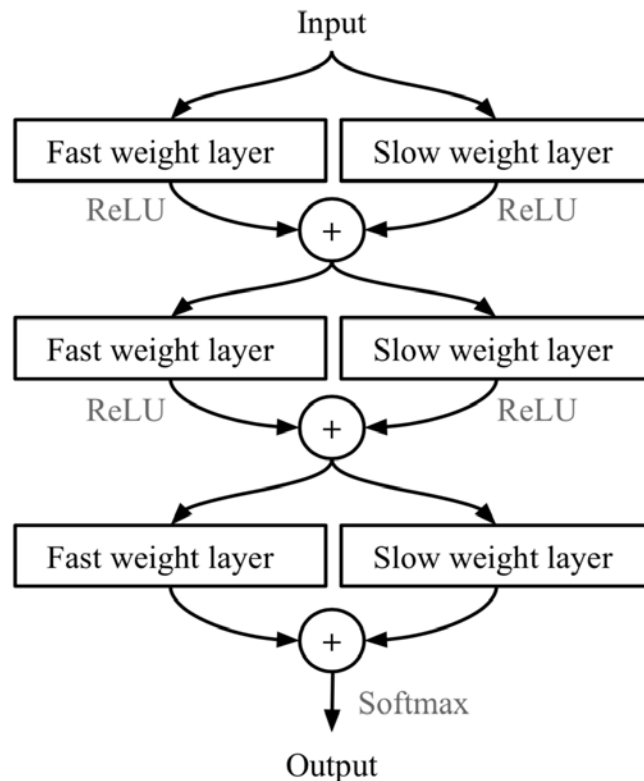 Input
Fast weight layer
Slow weight layer
ReLU
ReLU
+
Fast weight layer
Slow weight layer
ReLU
ReLU
+
Fast weight layer
Slow weight layer
+
Softmax
Output